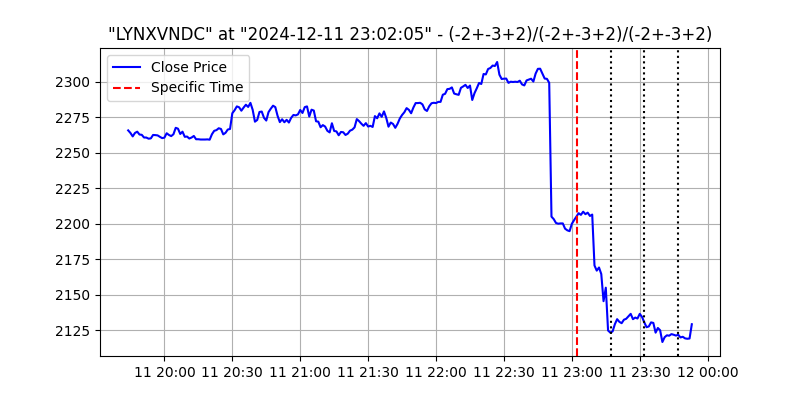 "LYNXVNDC" at "2024-12-11 23:02:05" - (-2+-3+2)/(-2+-3+2)/(-2+-3+2)
Close Price
Specific Time
2300
2275
2250
2225
2200
2175
2150
2125
11 20:00 11 20:30 11 21:00 11 21:30 11 22:00 11 22:30 11 23:00 11 23:30 12 00:00